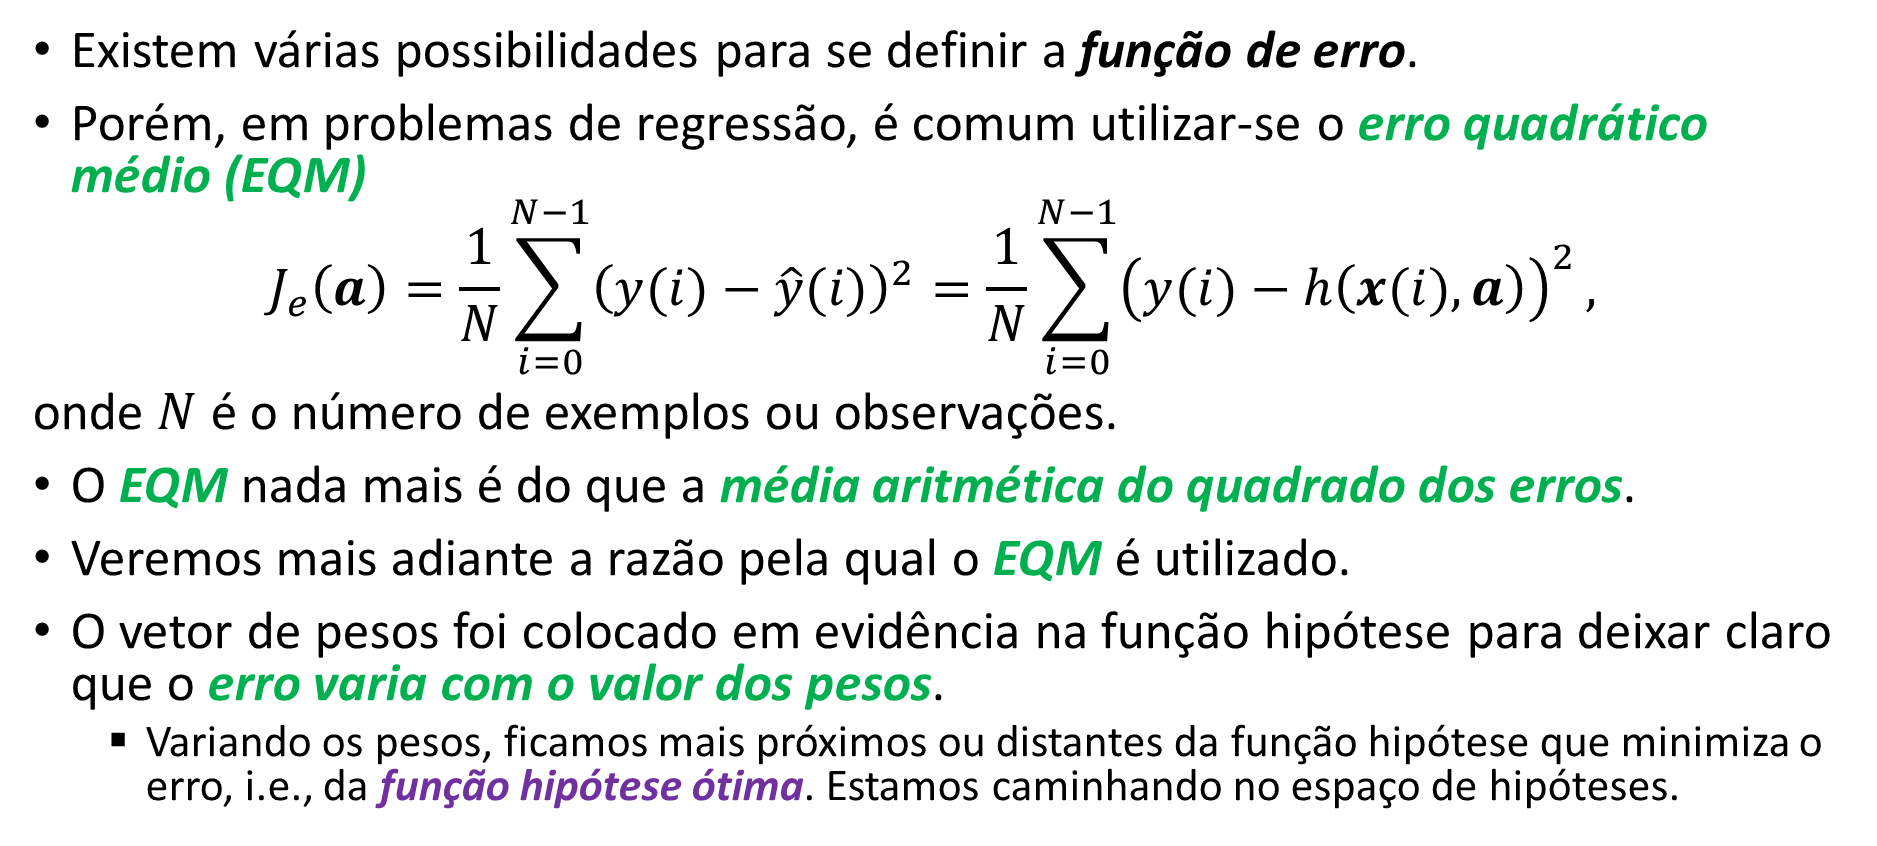 • Existem várias possibilidades para se definir a função de erro.
• Porém, em problemas de regressão, é comum utilizar-se o erro quadrático
médio (EQM)
J_e(a) = \frac{1}{N} \sum_{i=0}^{N-1} (y(i) − ŷ(i))² = \frac{1}{N} \sum_{i=0}^{N-1} (y(i) − h(x(i), a))²,
onde N é o número de exemplos ou observações.
• O EQM nada mais é do que a média aritmética do quadrado dos erros.
• Veremos mais adiante a razão pela qual o EQM é utilizado.
• O vetor de pesos foi colocado em evidência na função hipótese para deixar claro
que o erro varia com o valor dos pesos.
▪ Variando os pesos, ficamos mais próximos ou distantes da função hipótese que minimiza o
erro, i.e., da função hipótese ótima. Estamos caminhando no espaço de hipóteses.